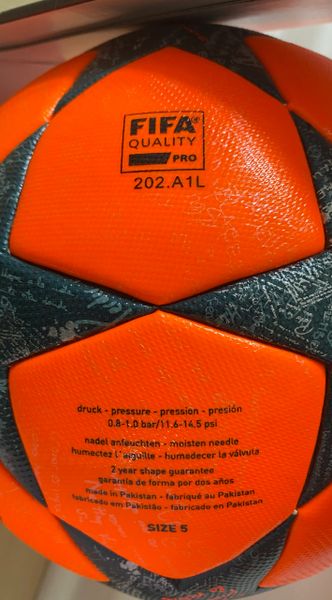 FIFA®
QUALITY
PRO
202.A1L
druck - pressure - pression - presión
0.8-1.0 bar/11.6-14.5 psi
nadel anfeuchten - moisten needle
humectez l'aiguille - humedecer la válvula
2 year shape guarantee
garantía de forma por dos años
made in Pakistan - fabriqué au Pakistan
fabricado em Paquistão - fabricado en Pakistan
SIZE 5